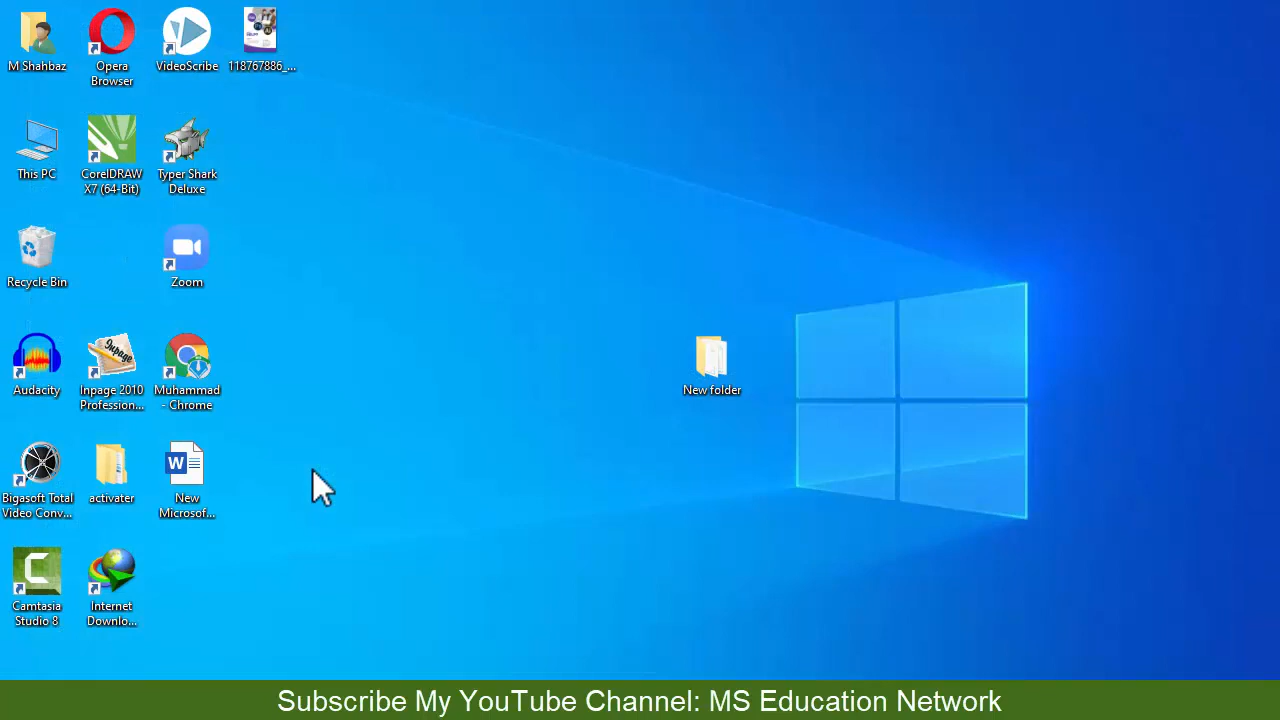 M Shahbaz
Opera
Browser
VideoScribe
118767886_...
This PC
CorelDRAW
X7 (64-Bit)
Typer Shark
Deluxe
Recycle Bin
Zoom
Audacity
Inpage
Inpage 2010
Profession...
Muhammad
- Chrome
Bigasoft Total
Video Conv...
activater
W
New
Microsof...
C
Camtasia
Studio 8
Internet
Downlo...
New folder
Subscribe My YouTube Channel: MS Education Network